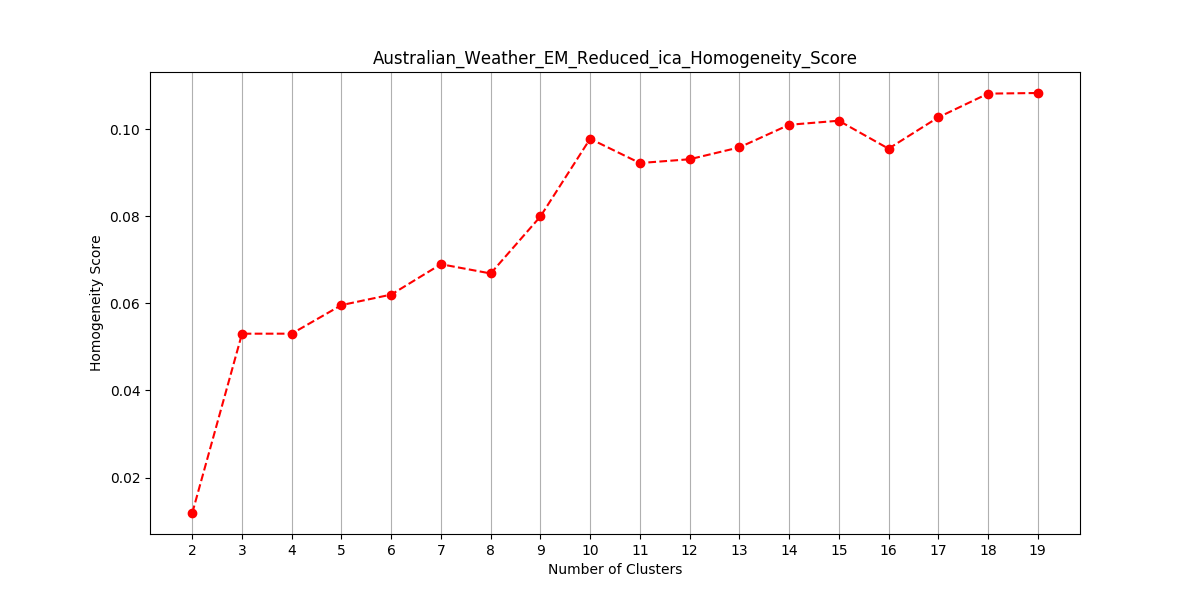 Australian_Weather_EM_Reduced_ica_Homogeneity_Score
Homogeneity Score
0.10
0.08
0.06
0.04
0.02
2 3 4 5 6 7 8 9 10 11 12 13 14 15 16 17 18 19
Number of Clusters